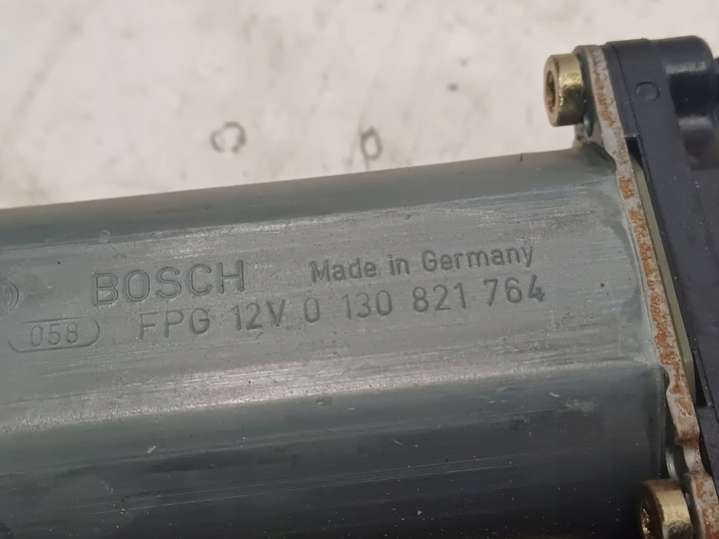 BOSCH Made in Germany
058 FPG 12V 0 130 821 764